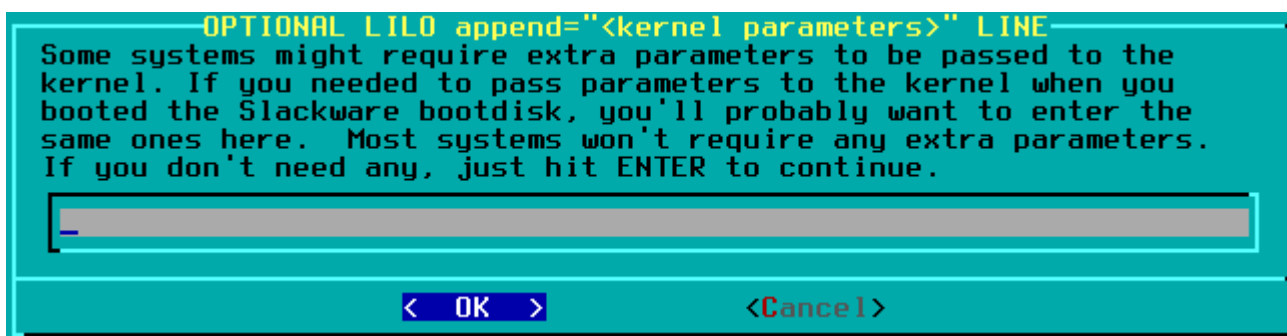 OPTIONAL LILO append="<kernel parameters>" LINE
Some systems might require extra parameters to be passed to the
kernel. If you needed to pass parameters to the kernel when you
booted the Slackware bootdisk, you'll probably want to enter the
same ones here.  Most systems won't require any extra parameters.
If you don't need any, just hit ENTER to continue.
<  OK  > <Cancel>